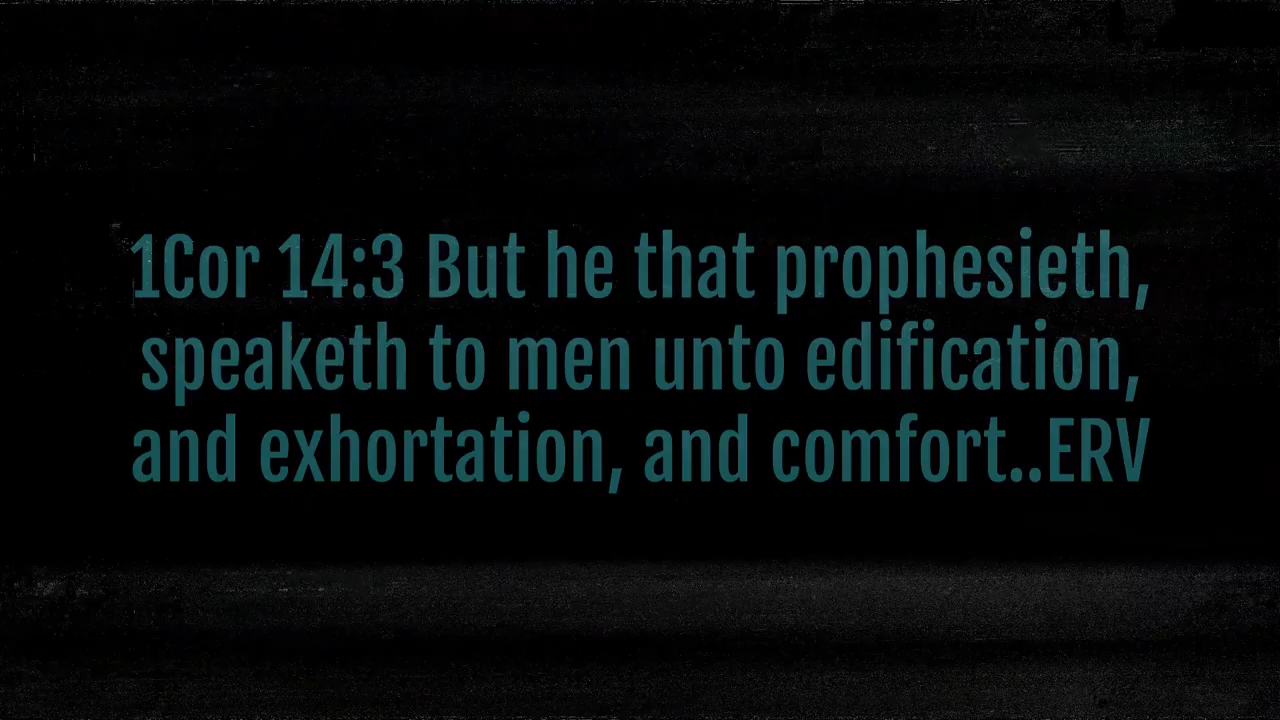 1Cor 14:3 But he that prophesieth,
speaketh to men unto edification,
and exhortation, and comfort..ERV